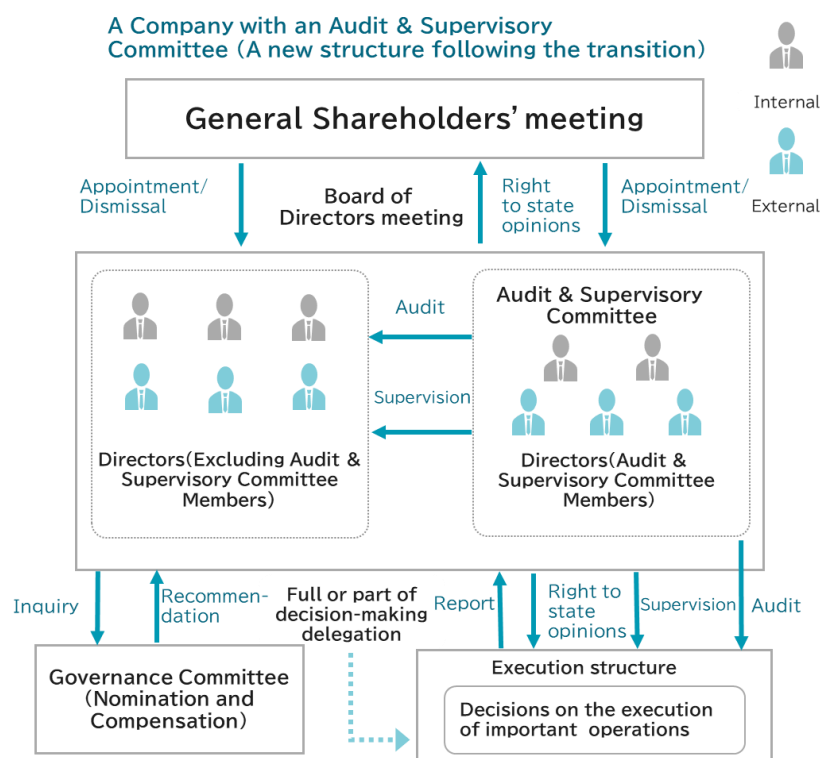 A Company with an Audit & Supervisory
Committee (A new structure following the transition)
Internal
External
General Shareholders' meeting
Appointment/
Dismissal
Board of
Directors meeting
Right
to state
opinions
Appointment/
Dismissal
Audit
Supervision
Directors(Excluding Audit &
Supervisory Committee
Members)
Audit & Supervisory
Committee
Directors(Audit &
Supervisory Committee
Members)
Inquiry
Recommen-
dation
Full or part of
decision-making
delegation
Report
Right to
state
opinions
Supervision
Audit
Governance Committee
(Nomination and
Compensation)
Execution structure
Decisions on the execution
of important operations